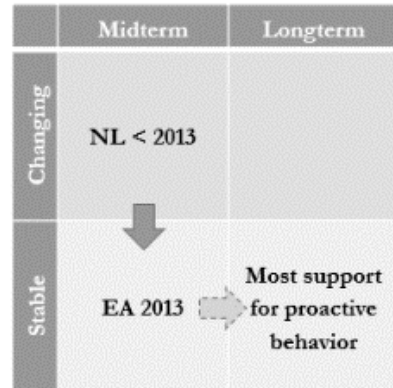 Midterm
Longterm
Changing
NL < 2013
Stable
EA 2013
Most support
for proactive
behavior